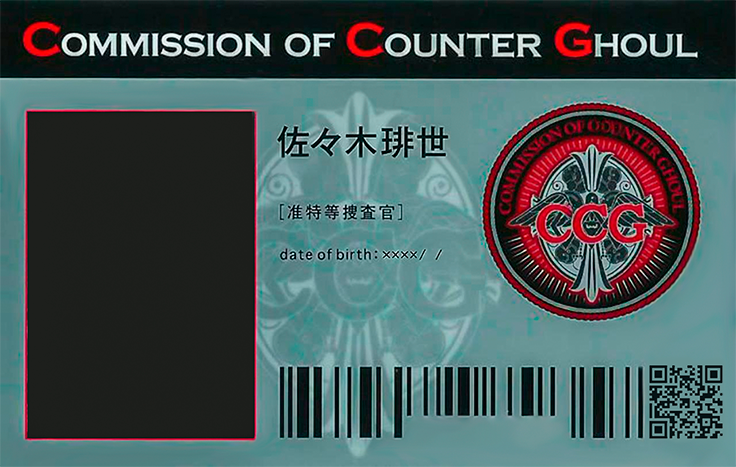 COMMISSION OF COUNTER GHOUL
佐々木琲世
[准特等捜査官]
date of birth: ××××/ /
COMMISSION OF COUNTER GHOUL
CCG
CCG